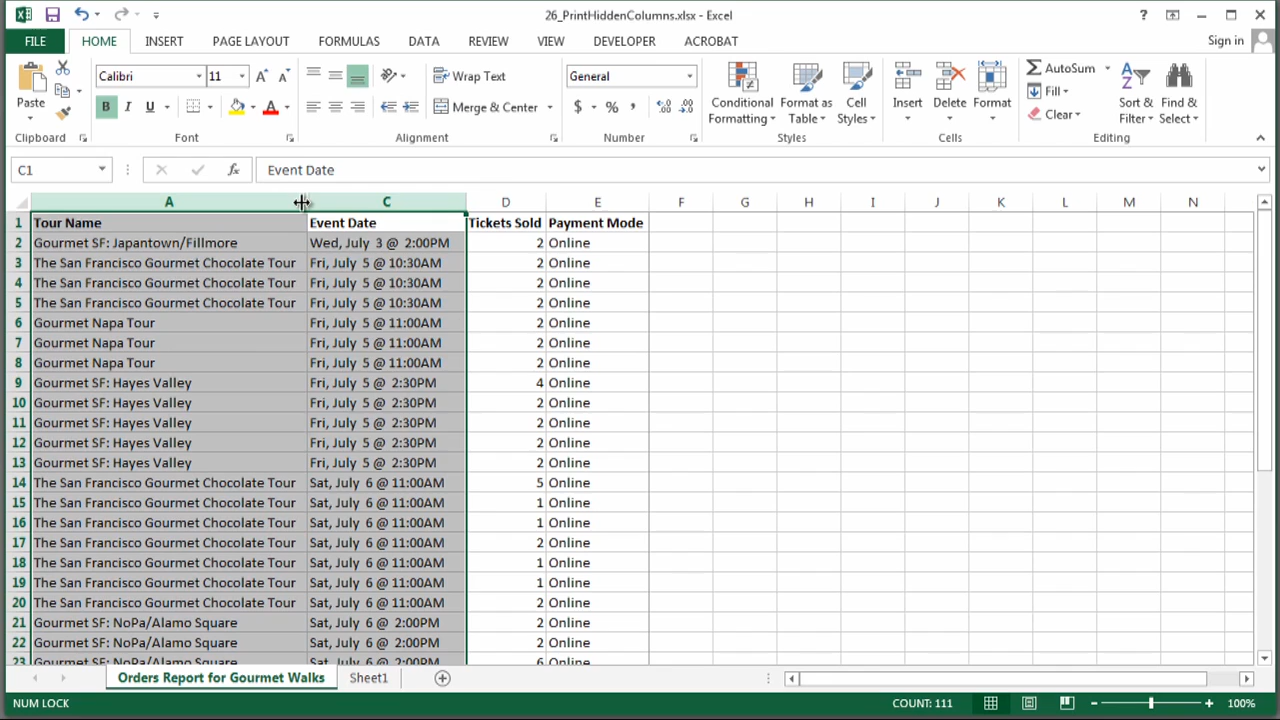 26_PrintHiddenColumns.xlsx - Excel
FILE HOME INSERT PAGE LAYOUT FORMULAS DATA REVIEW VIEW DEVELOPER ACROBAT Sign in
Calibri 11 A A Wrap Text General AutoSum
Paste B I U A Merge & Center $ % , Conditional Formatting Format as Table Cell Styles Insert Delete Format Fill Clear Sort & Filter Find & Select
Clipboard Font Alignment Number Styles Cells Editing
C1 fx Event Date
A C D E F G H I J K L M N
1 Tour Name Event Date Tickets Sold Payment Mode
2 Gourmet SF: Japantown/Fillmore Wed, July 3 @ 2:00PM 2 Online
3 The San Francisco Gourmet Chocolate Tour Fri, July 5 @ 10:30AM 2 Online
4 The San Francisco Gourmet Chocolate Tour Fri, July 5 @ 10:30AM 2 Online
5 The San Francisco Gourmet Chocolate Tour Fri, July 5 @ 10:30AM 2 Online
6 Gourmet Napa Tour Fri, July 5 @ 11:00AM 2 Online
7 Gourmet Napa Tour Fri, July 5 @ 11:00AM 2 Online
8 Gourmet Napa Tour Fri, July 5 @ 11:00AM 2 Online
9 Gourmet SF: Hayes Valley Fri, July 5 @ 2:30PM 4 Online
10 Gourmet SF: Hayes Valley Fri, July 5 @ 2:30PM 2 Online
11 Gourmet SF: Hayes Valley Fri, July 5 @ 2:30PM 2 Online
12 Gourmet SF: Hayes Valley Fri, July 5 @ 2:30PM 2 Online
13 Gourmet SF: Hayes Valley Fri, July 5 @ 2:30PM 2 Online
14 The San Francisco Gourmet Chocolate Tour Sat, July 6 @ 11:00AM 5 Online
15 The San Francisco Gourmet Chocolate Tour Sat, July 6 @ 11:00AM 1 Online
16 The San Francisco Gourmet Chocolate Tour Sat, July 6 @ 11:00AM 1 Online
17 The San Francisco Gourmet Chocolate Tour Sat, July 6 @ 11:00AM 2 Online
18 The San Francisco Gourmet Chocolate Tour Sat, July 6 @ 11:00AM 1 Online
19 The San Francisco Gourmet Chocolate Tour Sat, July 6 @ 11:00AM 1 Online
20 The San Francisco Gourmet Chocolate Tour Sat, July 6 @ 11:00AM 2 Online
21 Gourmet SF: NoPa/Alamo Square Sat, July 6 @ 2:00PM 2 Online
22 Gourmet SF: NoPa/Alamo Square Sat, July 6 @ 2:00PM 2 Online
23 Gourmet SF: NoPa/Alamo Square Sat, July 6 @ 2:00PM 6 Online
Orders Report for Gourmet Walks Sheet1
NUM LOCK COUNT: 111 100%